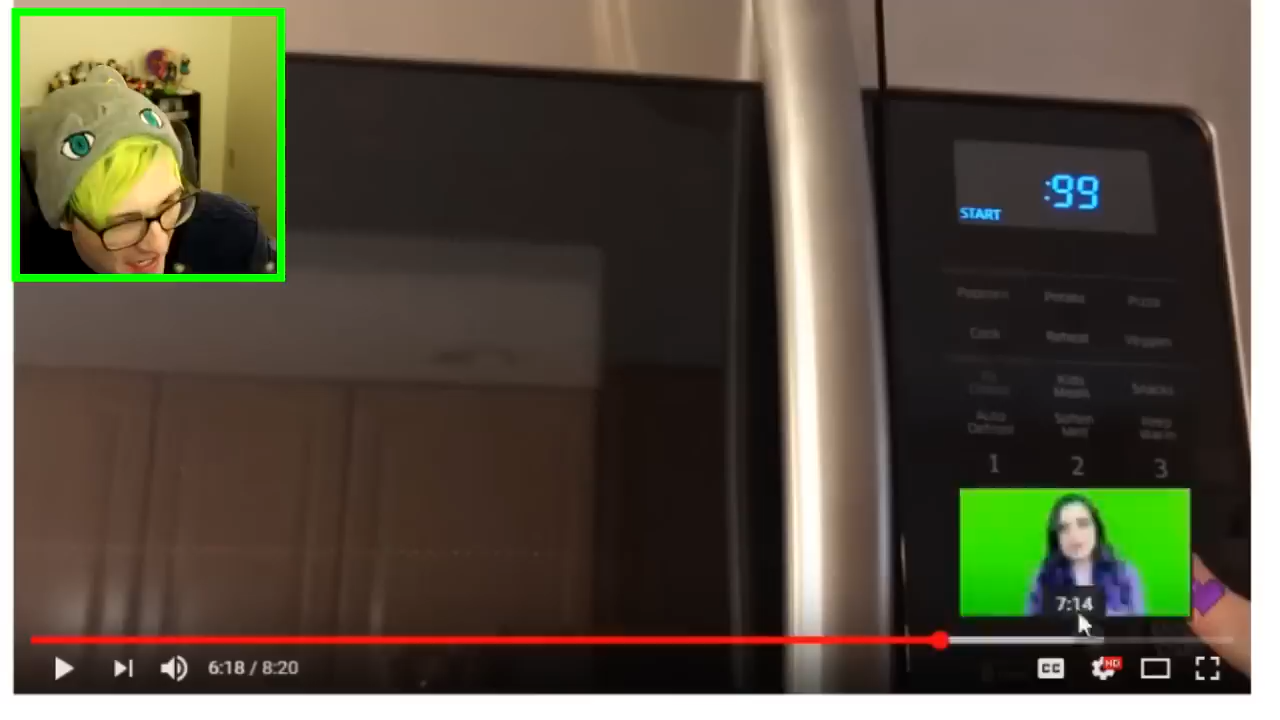 :99
START
Popcorn Potato Pizza
Cook Reheat Veggies
Kids Meals Snacks
Auto Defrost Soften Melt Keep Warm
1 2 3
7:14
6:18 / 8:20
CC HD